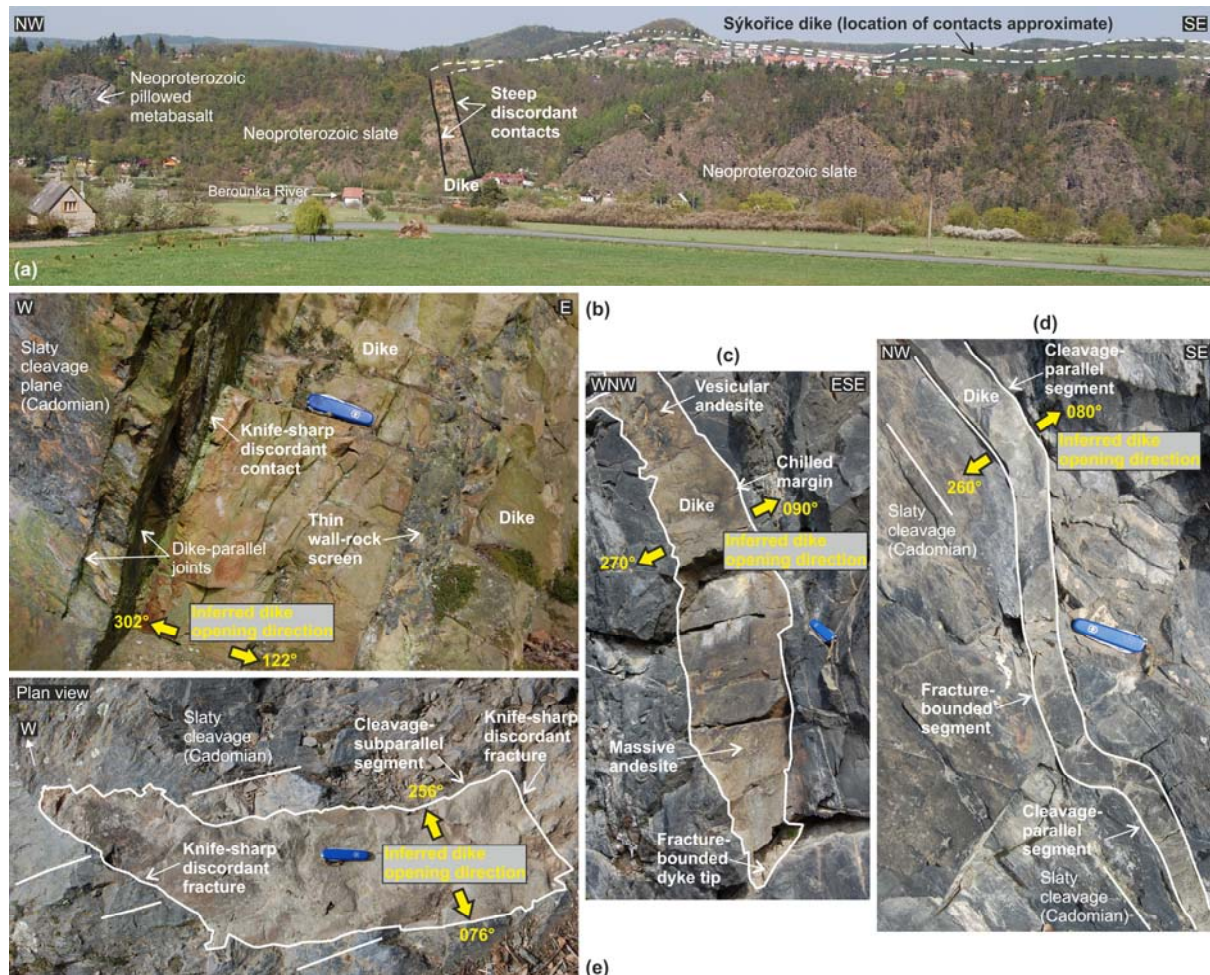 NW
Sýkořice dike (location of contacts approximate)
SE
Neoproterozoic
pillowed
metabasalt
Steep
discordant
contacts
Neoproterozoic slate
Neoproterozoic slate
Dike
Berounka River
(a)
W
E
(b)
Slaty
cleavage
plane
(Cadomian)
Dike
Knife-sharp
discordant
contact
Thin
wall-rock
screen
Dike
Dike-parallel
joints
302°
Inferred dike
opening direction
122°
(c)
WNW
ESE
Vesicular
andesite
Chilled
margin
Dike
090°
Inferred dike
opening direction
270°
Massive
andesite
Fracture-
bounded
dyke tip
(d)
NW
SE
Cleavage-
parallel
segment
Dike
080°
Inferred dike
opening direction
260°
Slaty cleavage
(Cadomian)
Fracture-
bounded
segment
Cleavage-
parallel
segment
Slaty cleavage
(Cadomian)
Plan view
W
Slaty
cleavage
(Cadomian)
Cleavage-
subparallel
segment
Knife-sharp
discordant
fracture
256°
Knife-sharp
discordant
fracture
Inferred dike
opening direction
076°
(e)